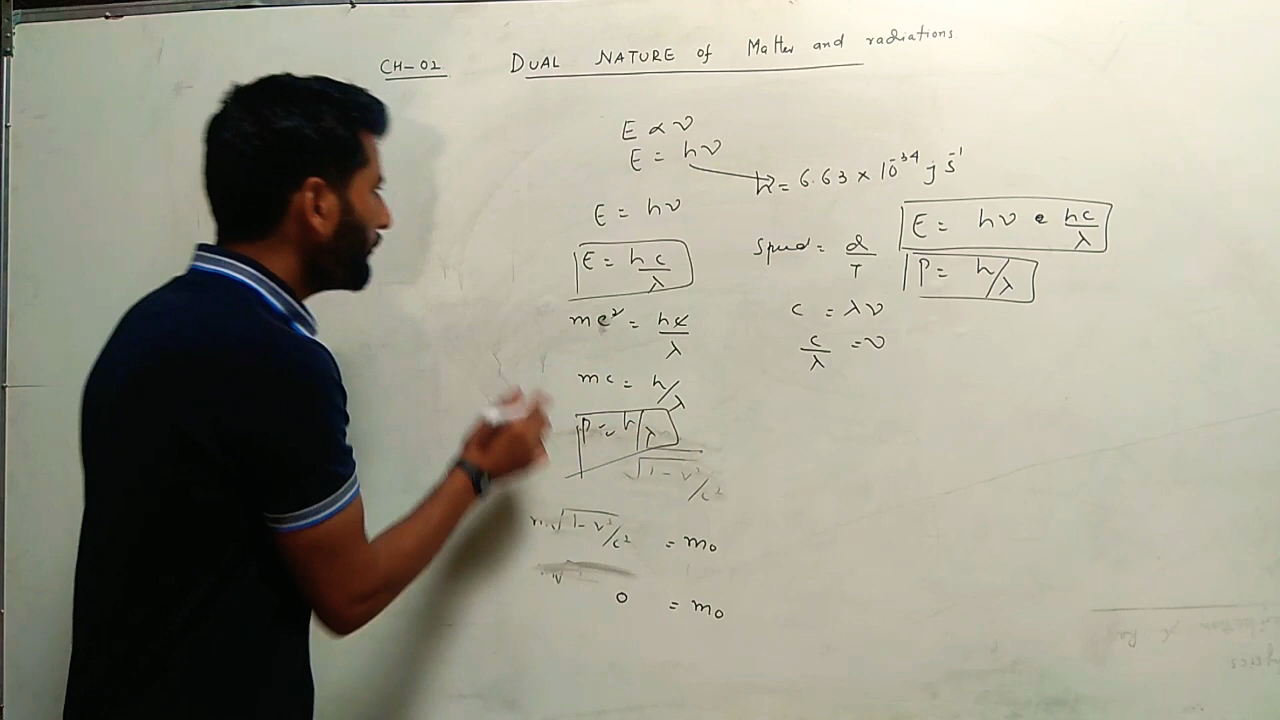 CH-02 DUAL NATURE of Matter and radiations
E ∝ ν
E = hν
h = 6.63 × 10^-34 j s^-1
E = hν
E = hc/λ
mc² = hc/λ
mc = h/λ
P = h/λ
√1 - v²/c²
m√1 - v²/c² = m₀
0 = m₀
Speed = d/T
c = λν
c/λ = ν
E = hν = hc/λ
P = h/λ